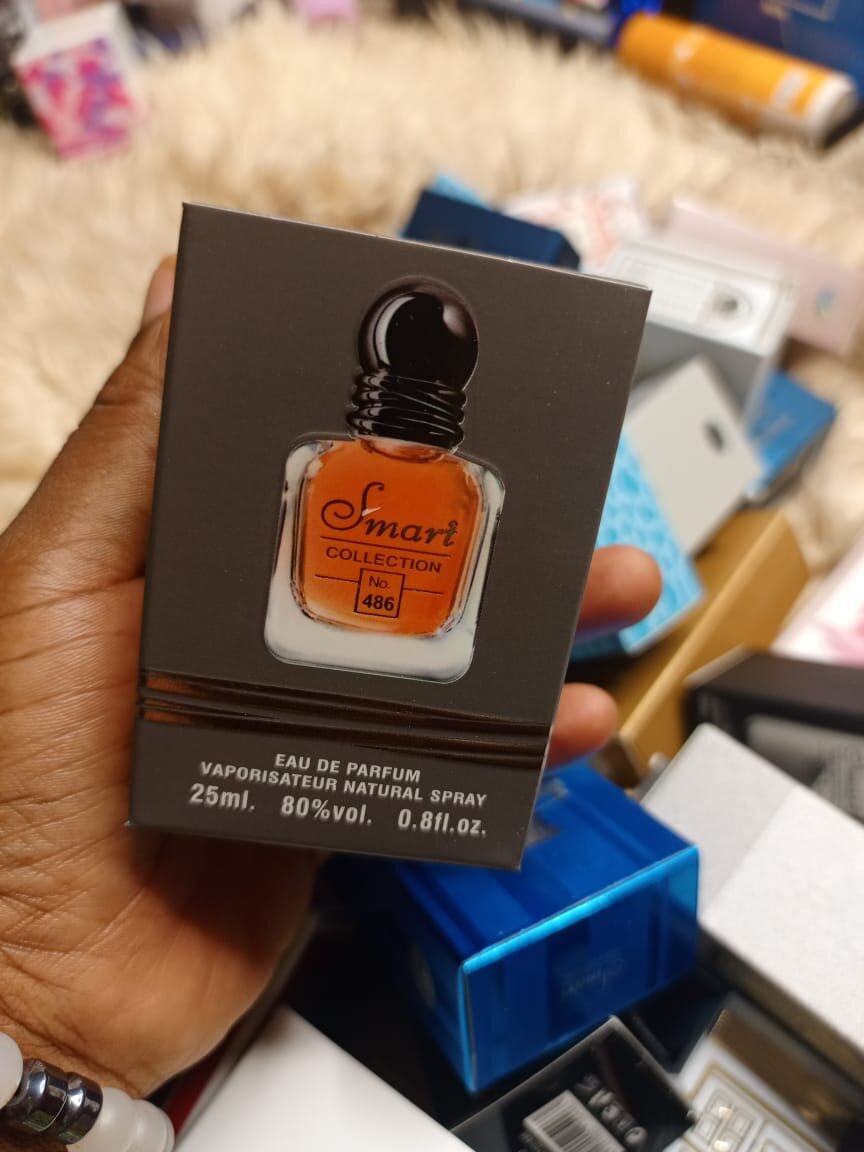 Smart
COLLECTION
No.
486
EAU DE PARFUM
VAPORISATEUR NATURAL SPRAY
25ml. 80%vol. 0.8fl.oz.